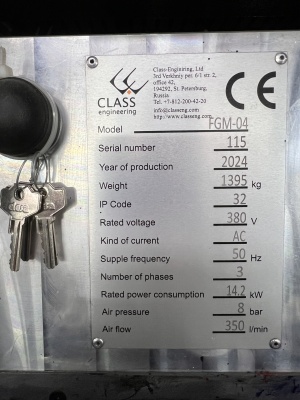 Class-Engineering, Ltd
3rd Verkhniy per. 6/1 str. 2,
office 42,
194292, St. Petersburg,
Russia
Tel.: +7-812-200-42-20
info@classeng.com
http://www.classeng.com
CLASS
engineering
CE
Model FGM-04
Serial number 115
Year of production 2024
Weight 1395 kg
IP Code 32
Rated voltage 380 V
Kind of current AC
Supple frequency 50 Hz
Number of phases 3
Rated power consumption 14,2 kW
Air pressure 8 bar
Air flow 350 l/min